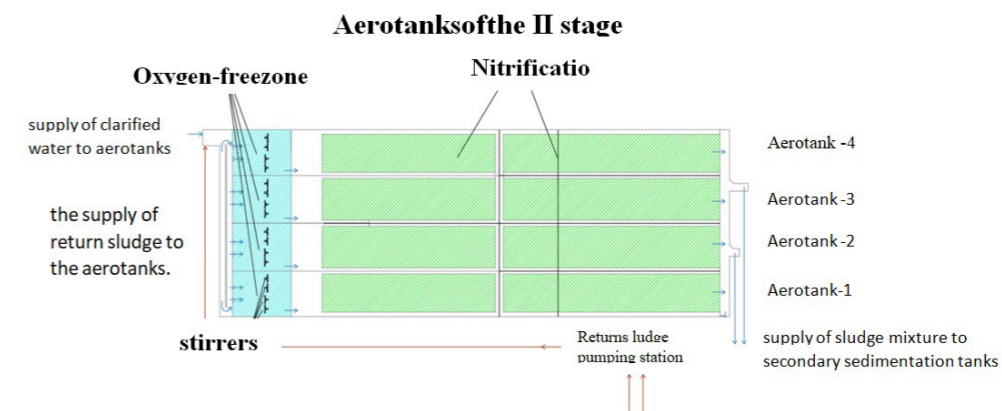 Aerotanksofthe II stage
Oxygen-freezone
Nitrificatio
supply of clarified
water to aerotanks
the supply of
return sludge to
the aerotanks.
Aerotank -4
Aerotank -3
Aerotank -2
Aerotank-1
stirrers
Returns ludge
pumping station
supply of sludge mixture to
secondary sedimentation tanks